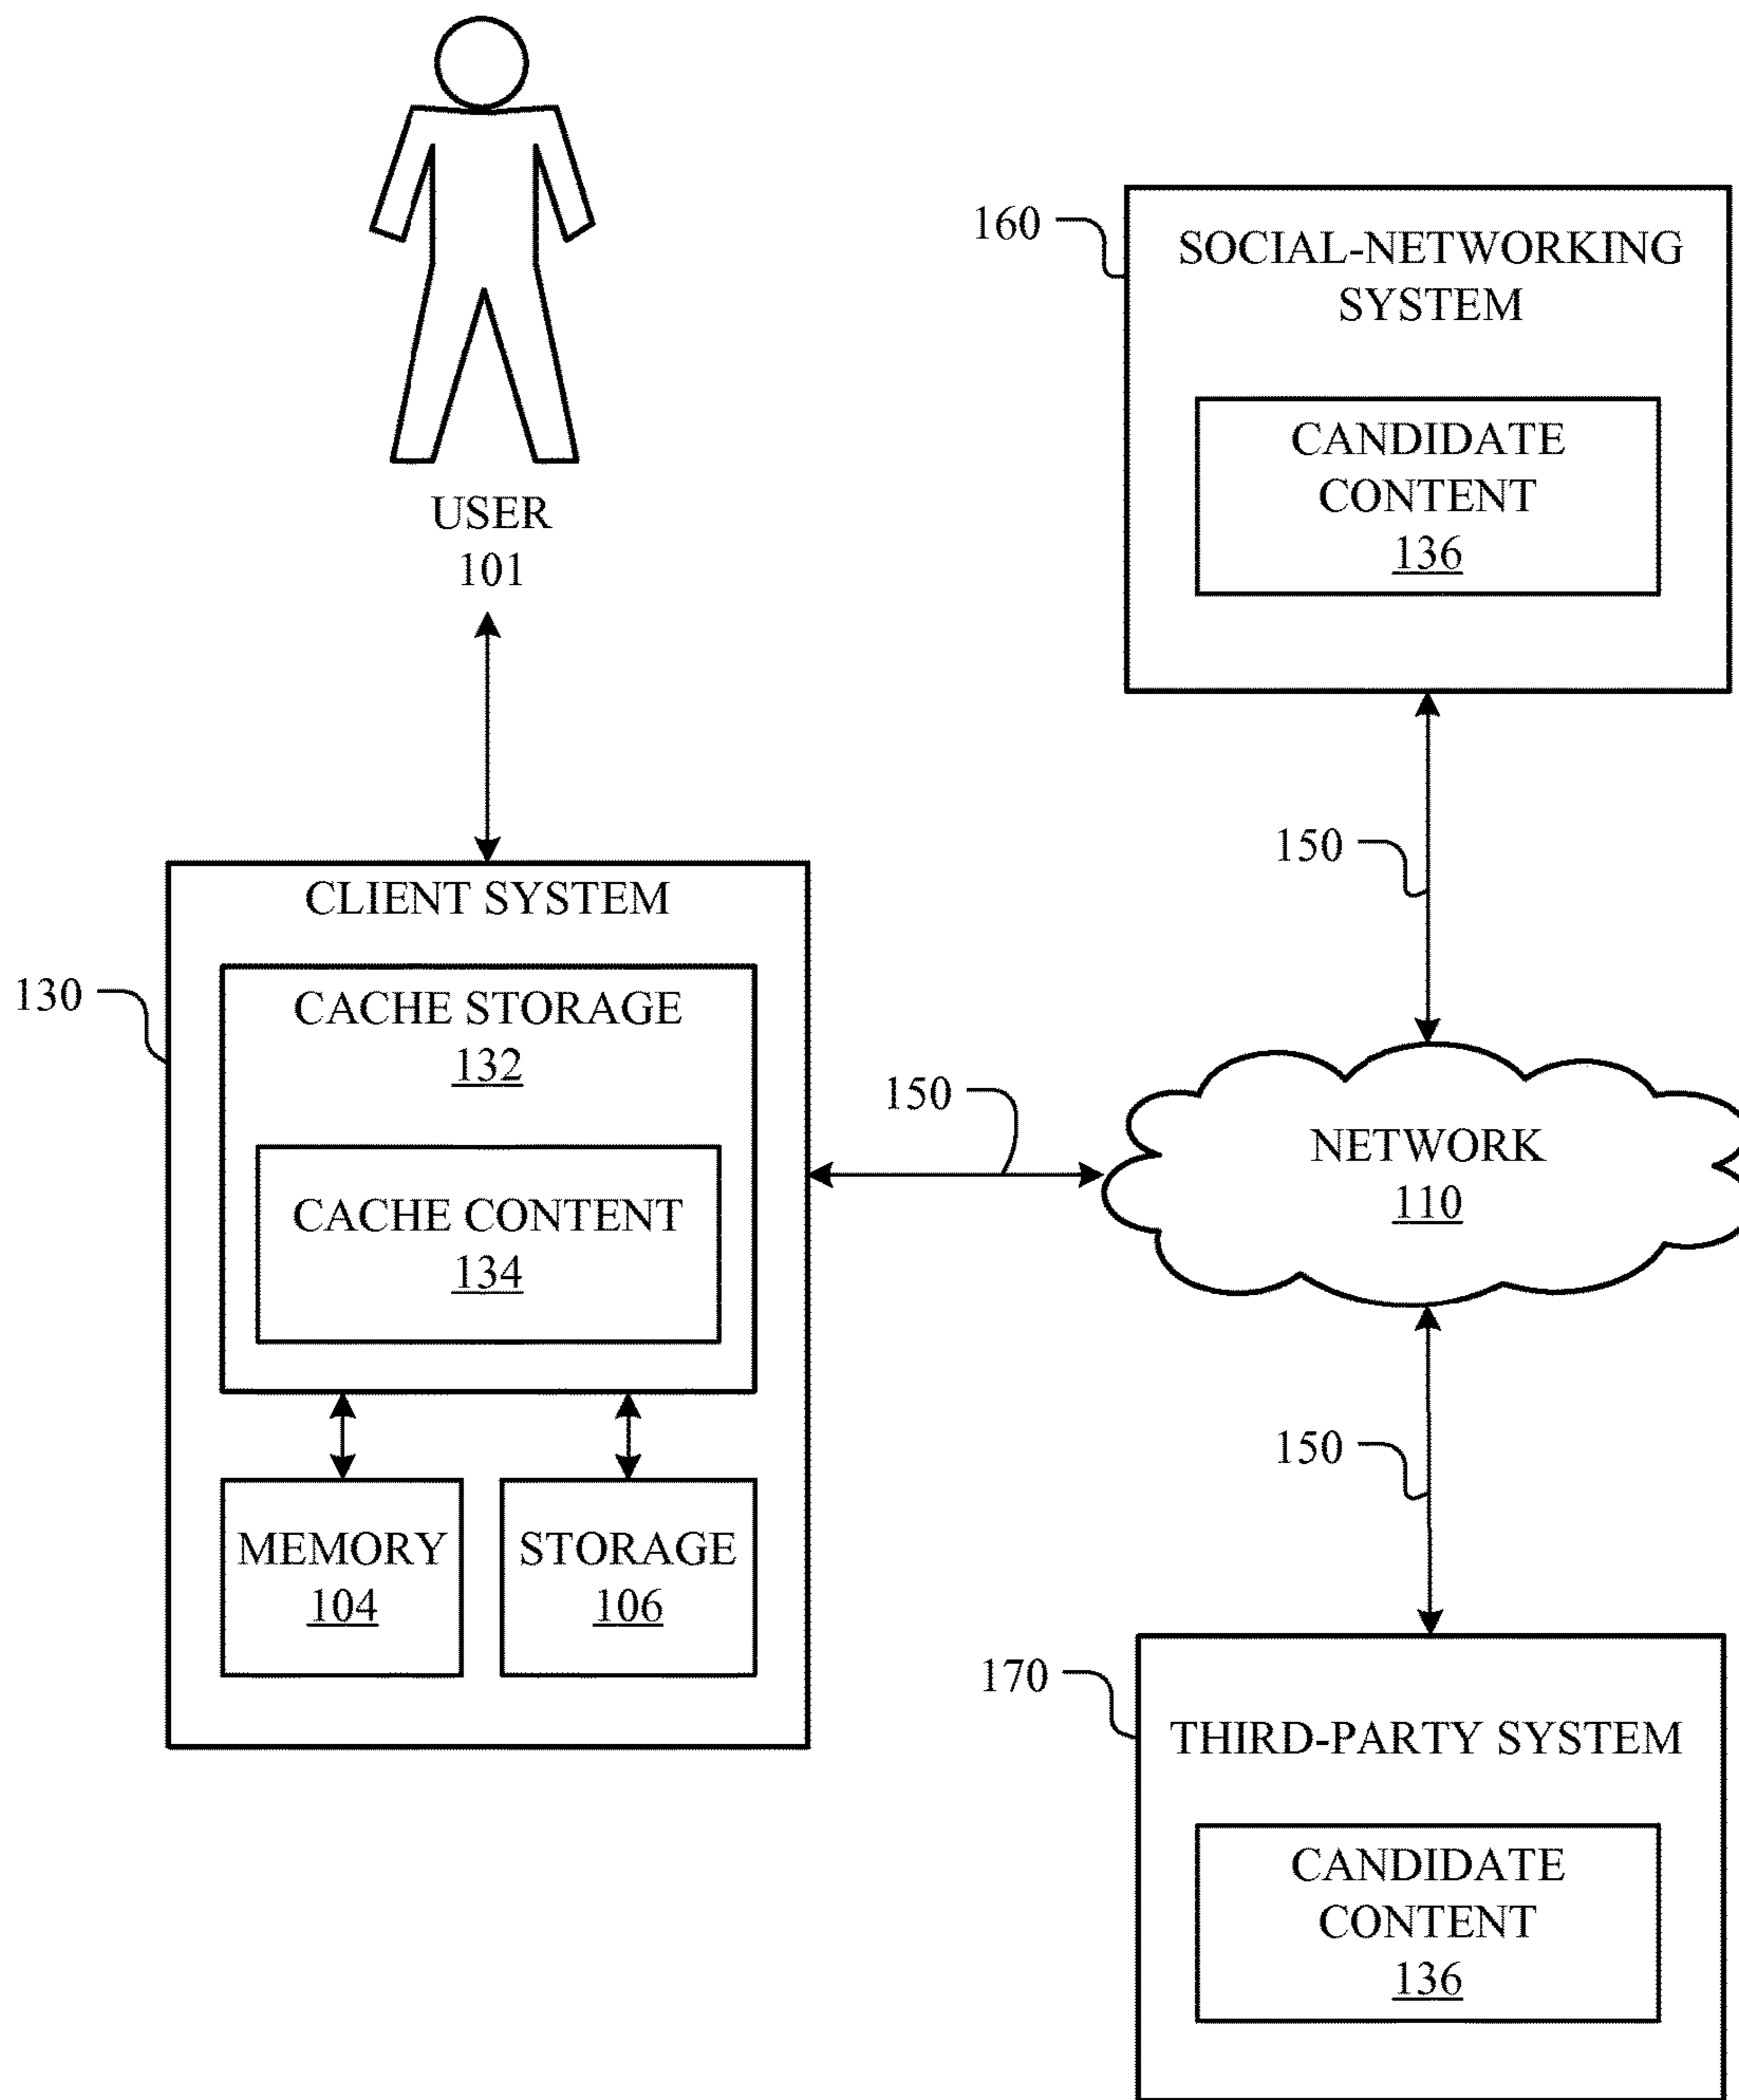 USER
101
160
SOCIAL-NETWORKING
SYSTEM
CANDIDATE
CONTENT
136
150
130
CLIENT SYSTEM
CACHE STORAGE
132
CACHE CONTENT
134
MEMORY
104
STORAGE
106
150
NETWORK
110
150
170
THIRD-PARTY SYSTEM
CANDIDATE
CONTENT
136